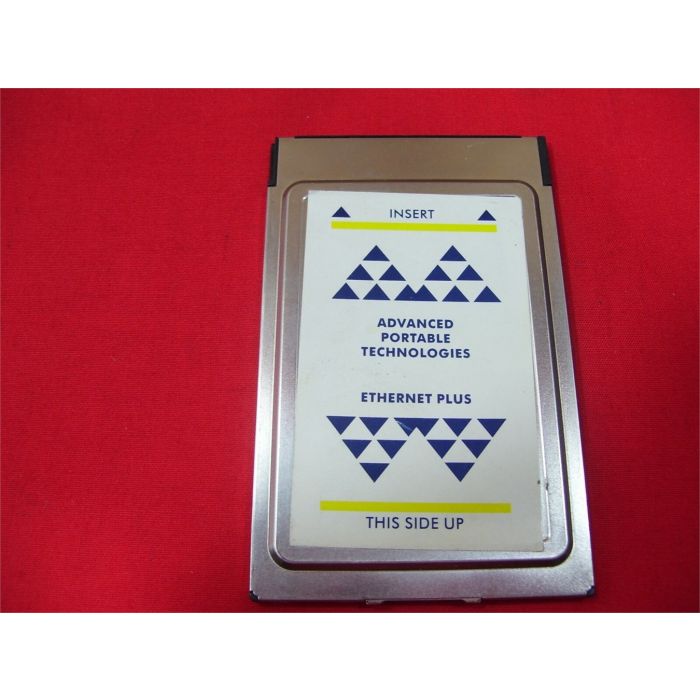 INSERT
ADVANCED
PORTABLE
TECHNOLOGIES
ETHERNET PLUS
THIS SIDE UP